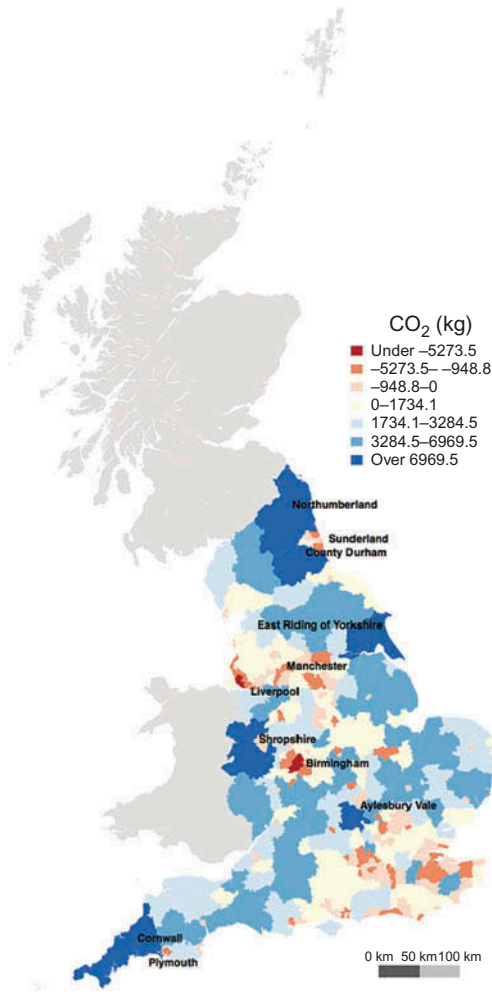 CO₂ (kg)
Under –5273.5
–5273.5– –948.8
–948.8–0
0–1734.1
1734.1–3284.5
3284.5–6969.5
Over 6969.5
Northumberland
Sunderland
County Durham
East Riding of Yorkshire
Manchester
Liverpool
Shropshire
Birmingham
Aylesbury Vale
Cornwall
Plymouth
0 km 50 km 100 km